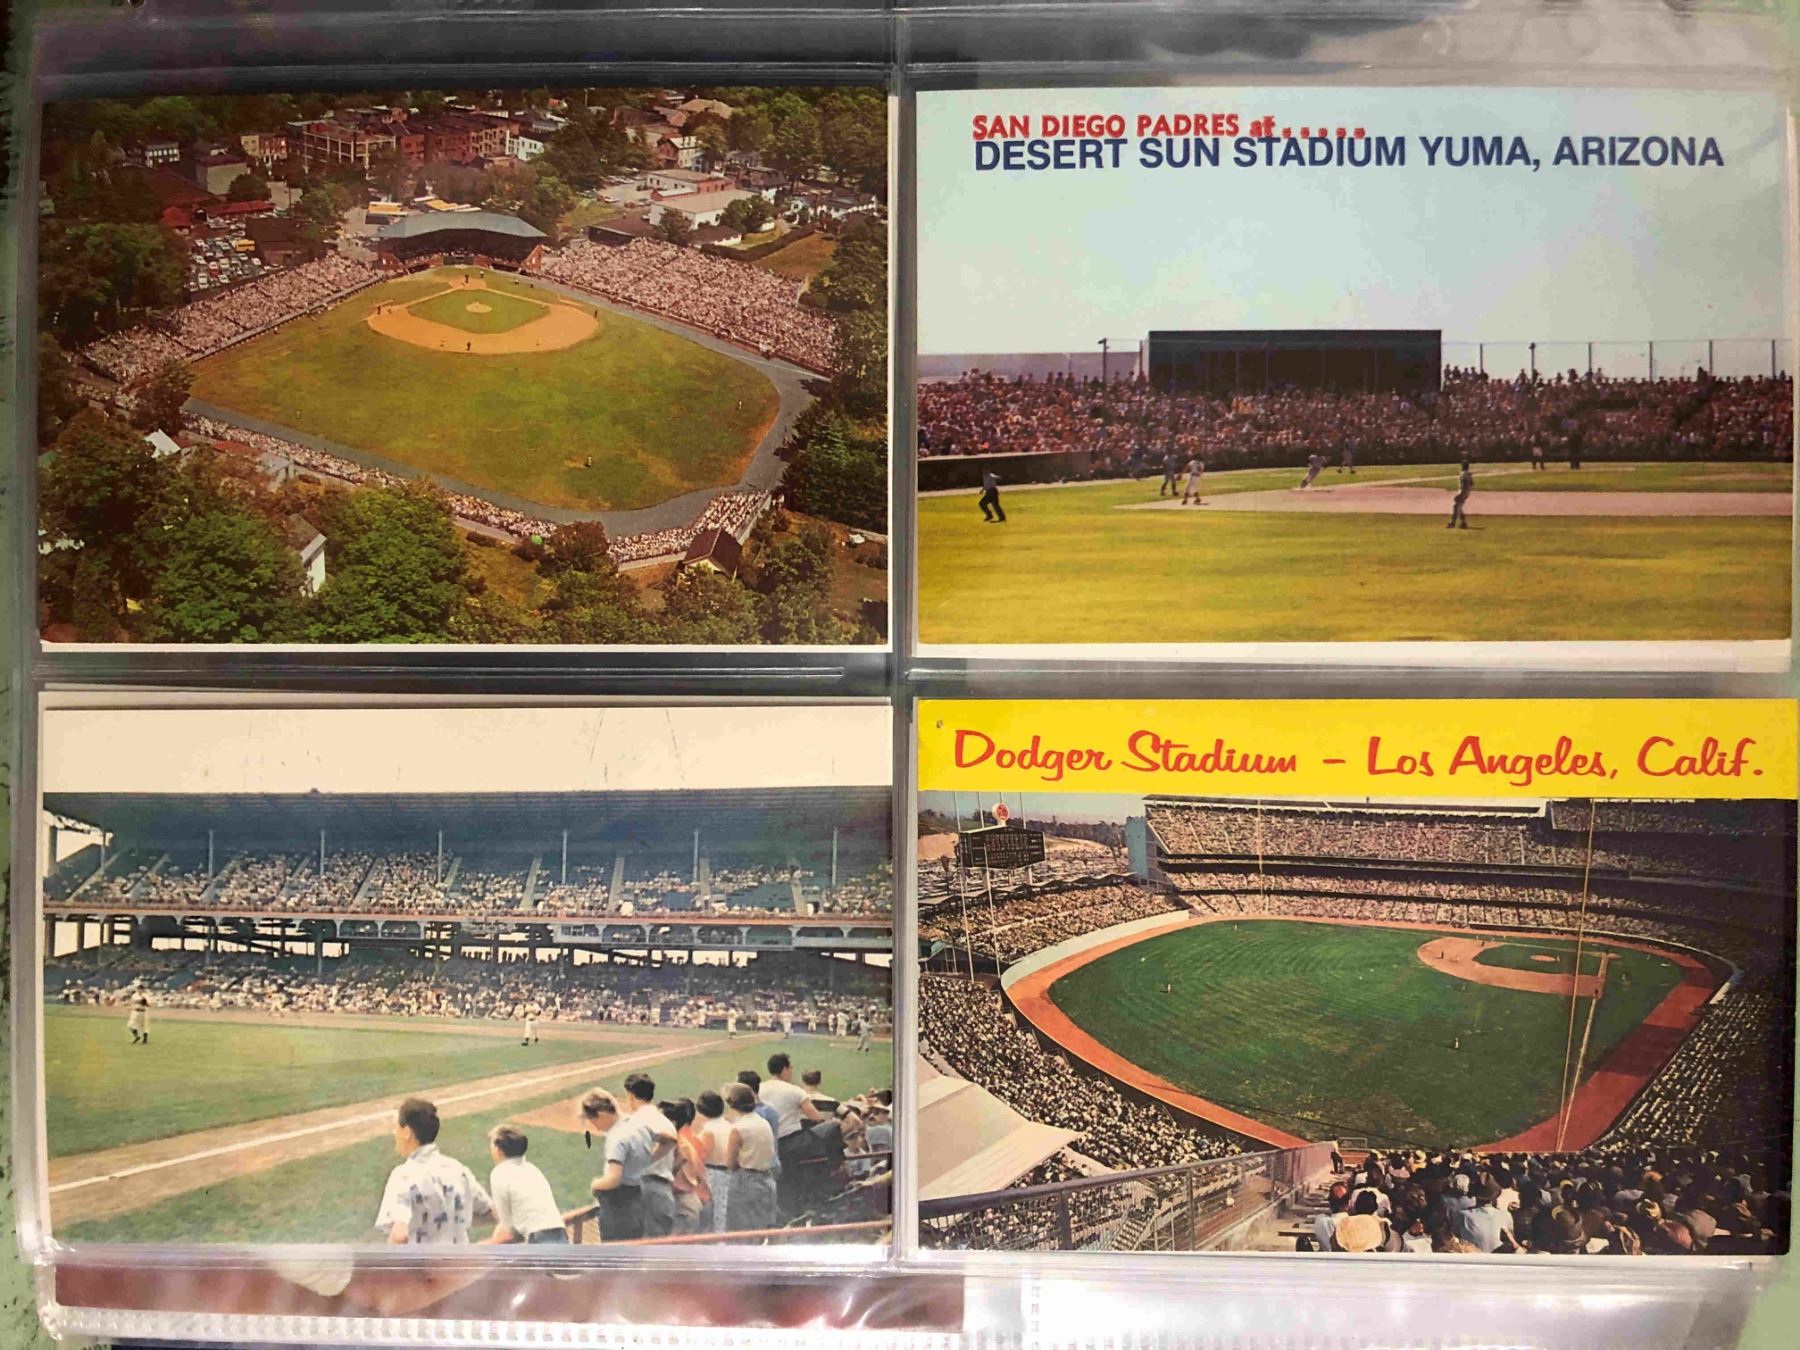 SAN DIEGO PADRES at.....
DESERT SUN STADIUM YUMA, ARIZONA
Dodger Stadium - Los Angeles, Calif.